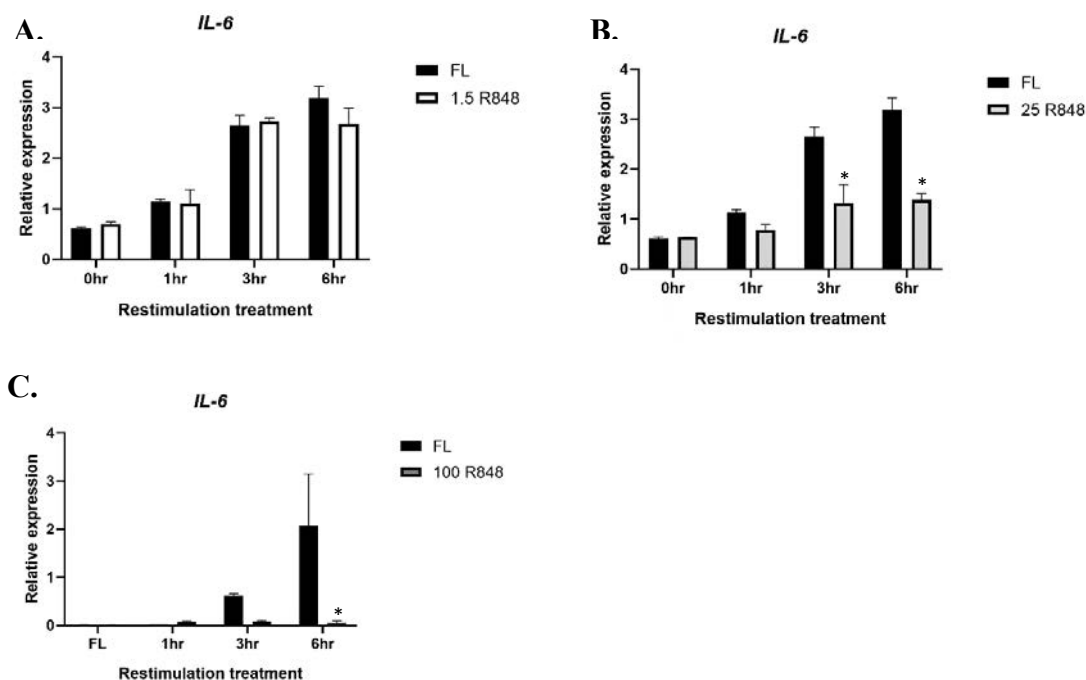 A.
IL-6
Relative expression
4
3
2
1
0
0hr 1hr 3hr 6hr
Restimulation treatment
FL
1.5 R848
B.
IL-6
Relative expression
4
3
2
1
0
* *
0hr 1hr 3hr 6hr
Restimulation treatment
FL
25 R848
C.
IL-6
Relative expression
4
3
2
1
0
*
FL 1hr 3hr 6hr
Restimulation treatment
FL
100 R848